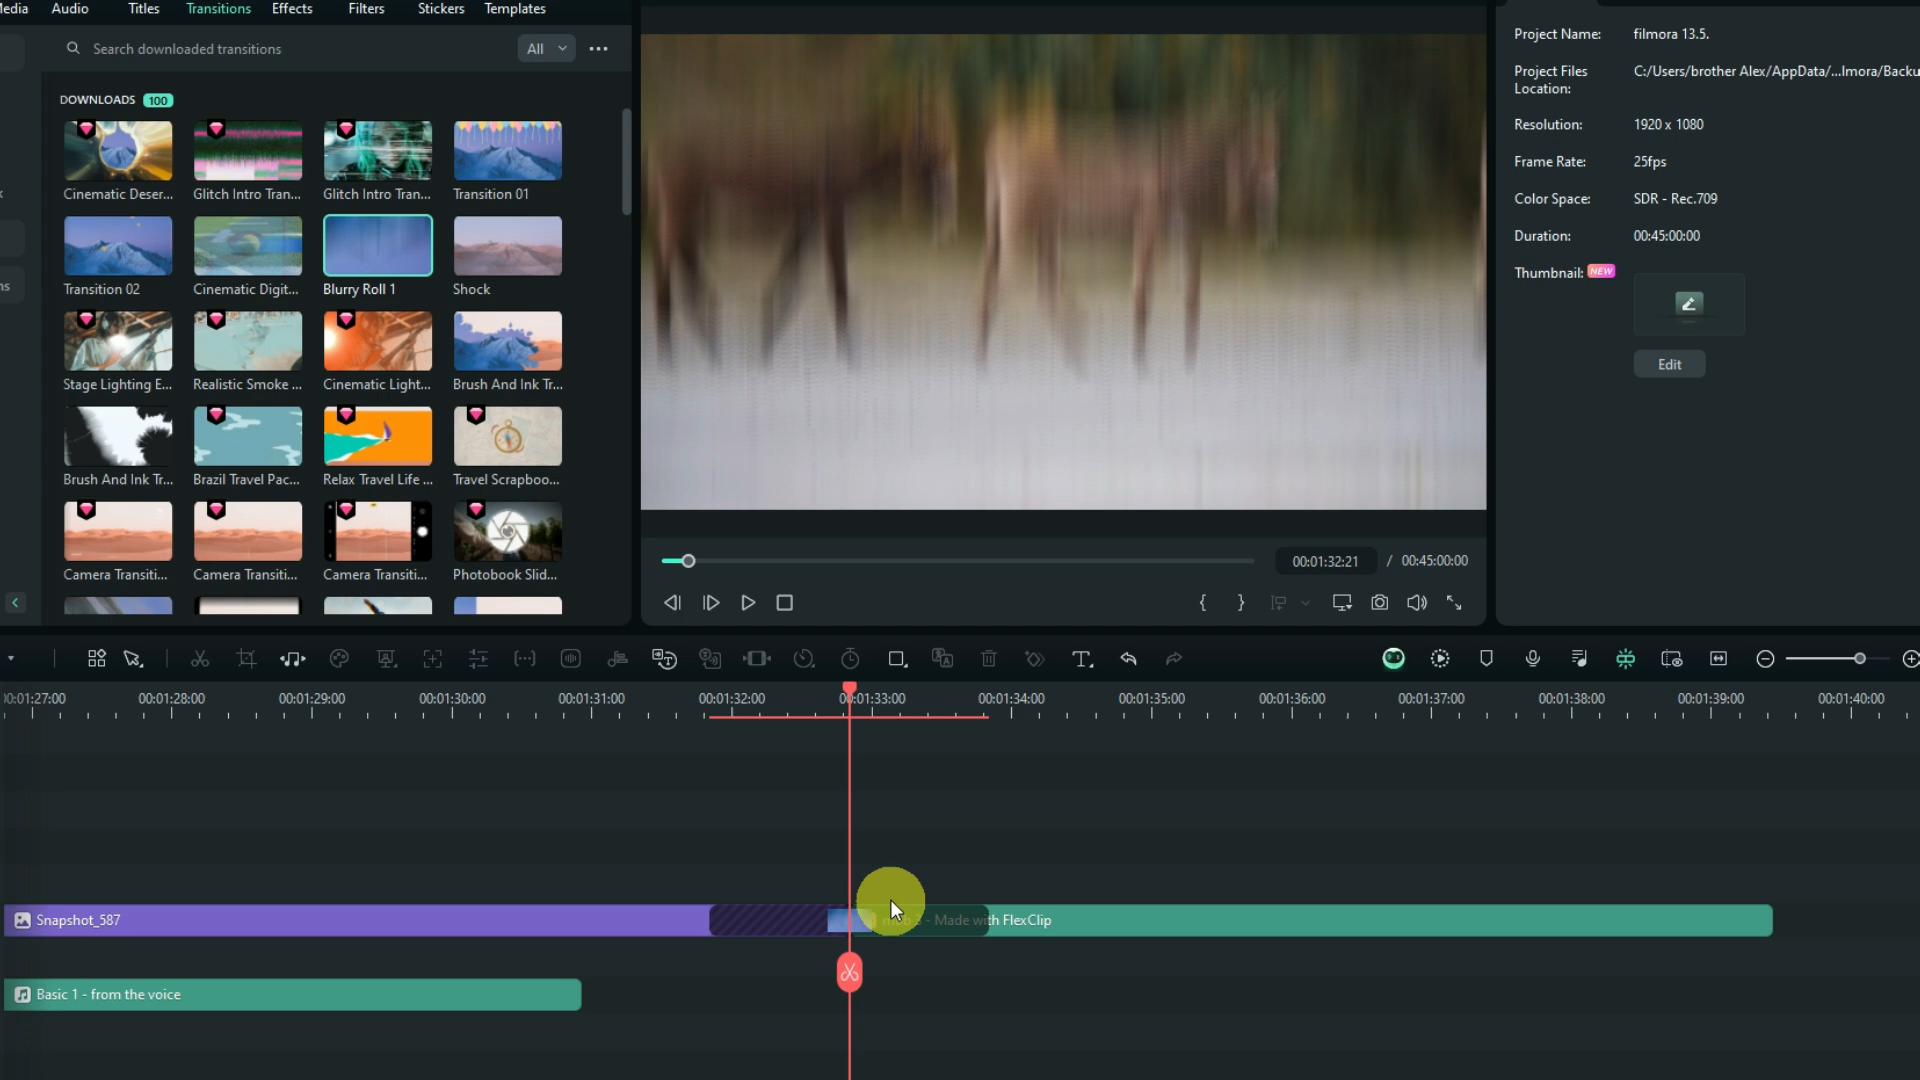 edia Audio Titles Transitions Effects Filters Stickers Templates
Search downloaded transitions All
DOWNLOADS 100
Cinematic Deser... Glitch Intro Tran... Glitch Intro Tran... Transition 01
Transition 02 Cinematic Digit... Blurry Roll 1 Shock
Stage Lighting E... Realistic Smoke ... Cinematic Light... Brush And Ink Tr...
Brush And Ink Tr... Brazil Travel Pac... Relax Travel Life ... Travel Scrapboo...
Camera Transiti... Camera Transiti... Camera Transiti... Photobook Slid...
00:01:32:21 / 00:45:00:00
Project Name: filmora 13.5.
Project Files Location: C:/Users/brother Alex/AppData/...lmora/Backu
Resolution: 1920 x 1080
Frame Rate: 25fps
Color Space: SDR - Rec.709
Duration: 00:45:00:00
Thumbnail: NEW
Edit
00:01:27:00 00:01:28:00 00:01:29:00 00:01:30:00 00:01:31:00 00:01:32:00 00:01:33:00 00:01:34:00 00:01:35:00 00:01:36:00 00:01:37:00 00:01:38:00 00:01:39:00 00:01:40:00
Snapshot_587
- Made with FlexClip
Basic 1 - from the voice